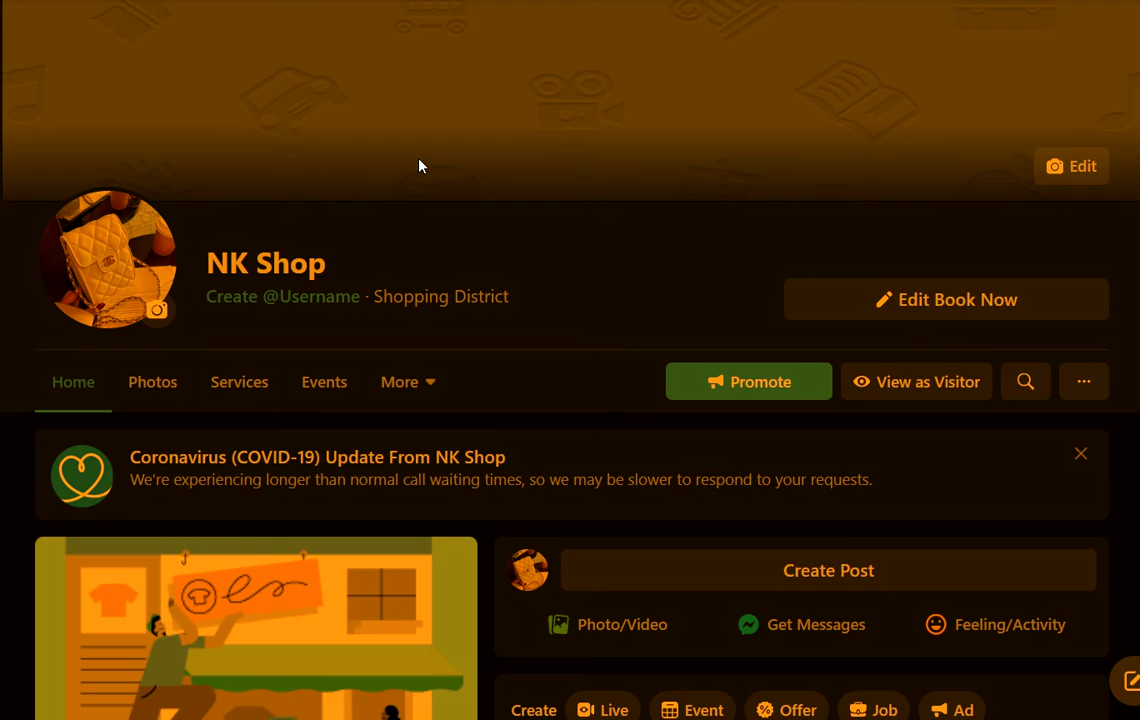 Edit
NK Shop
Create @Username · Shopping District
Edit Book Now
Home Photos Services Events More
Promote View as Visitor
Coronavirus (COVID-19) Update From NK Shop
We're experiencing longer than normal call waiting times, so we may be slower to respond to your requests.
Create Post
Photo/Video Get Messages Feeling/Activity
Create Live Event Offer Job Ad